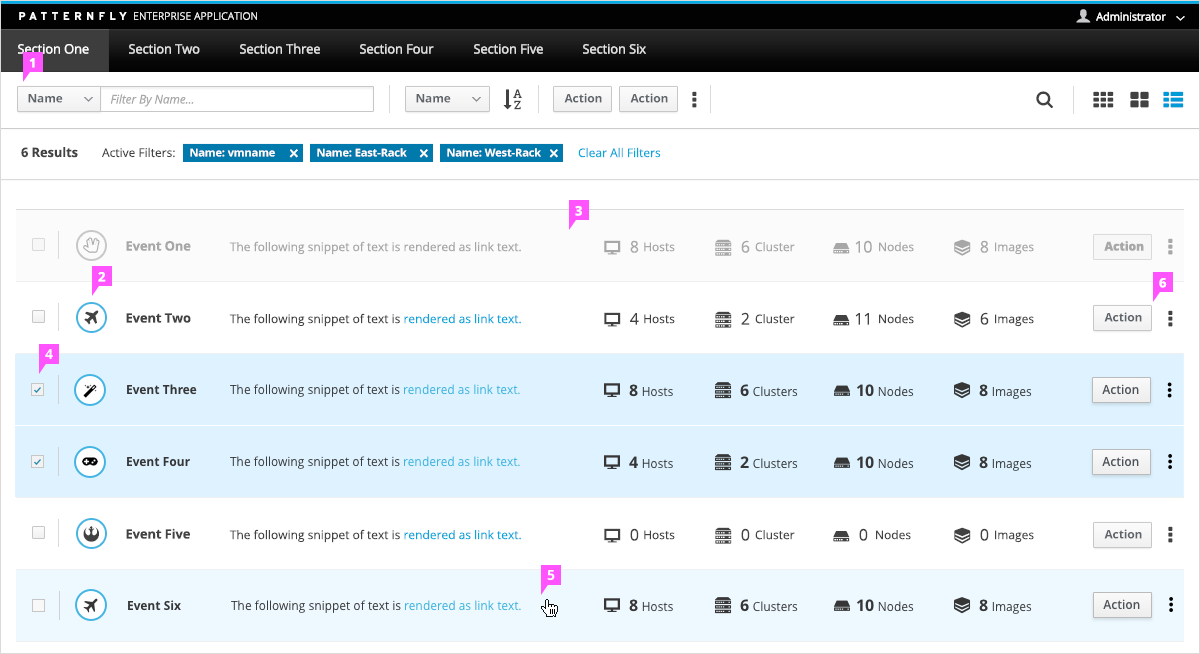 PATTERNFLY ENTERPRISE APPLICATION Administrator
Section One Section Two Section Three Section Four Section Five Section Six
1
Name Filter By Name... Name A Z Action Action
6 Results Active Filters: Name: vmname × Name: East-Rack × Name: West-Rack × Clear All Filters
3
Event One The following snippet of text is rendered as link text. 8 Hosts 6 Cluster 10 Nodes 8 Images Action
2 6
Event Two The following snippet of text is rendered as link text. 4 Hosts 2 Cluster 11 Nodes 6 Images Action
4
Event Three The following snippet of text is rendered as link text. 8 Hosts 6 Clusters 10 Nodes 8 Images Action
Event Four The following snippet of text is rendered as link text. 4 Hosts 2 Clusters 10 Nodes 8 Images Action
Event Five The following snippet of text is rendered as link text. 0 Hosts 0 Cluster 0 Nodes 0 Images Action
5
Event Six The following snippet of text is rendered as link text. 8 Hosts 6 Clusters 10 Nodes 8 Images Action